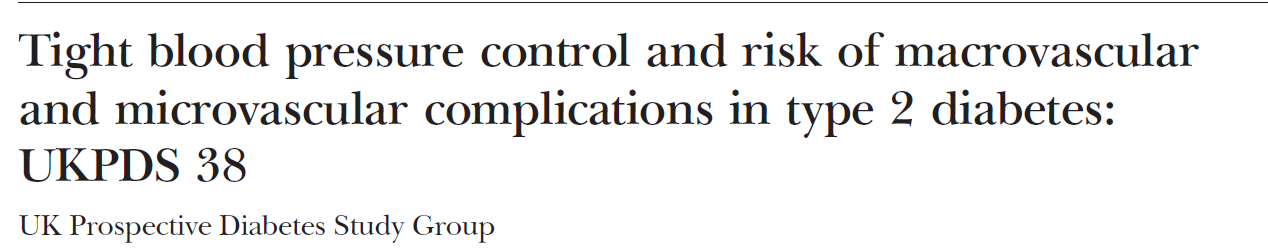 Tight blood pressure control and risk of macrovascular
and microvascular complications in type 2 diabetes:
UKPDS 38
UK Prospective Diabetes Study Group